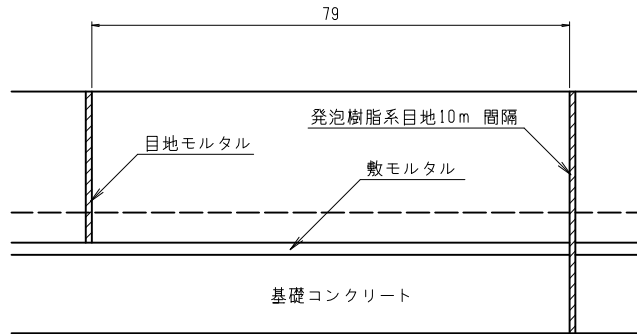 79
発泡樹脂系目地10m 間隔
目地モルタル
敷モルタル
基礎コンクリート